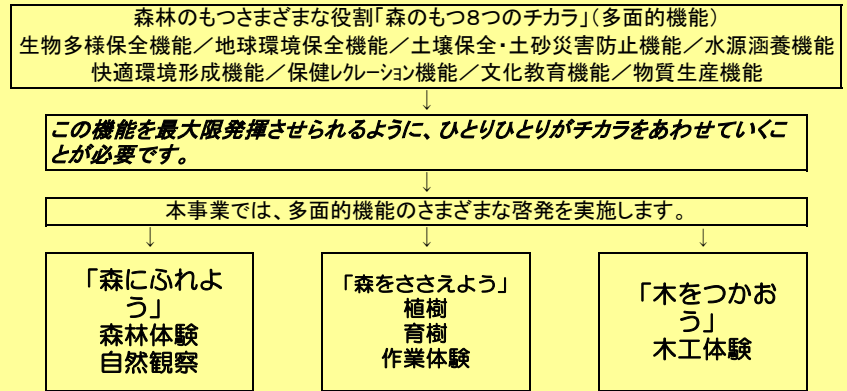 森林のもつさまざまな役割「森のもつ８つのチカラ」（多面的機能）
生物多様保全機能／地球環境保全機能／土壌保全・土砂災害防止機能／水源涵養機能
快適環境形成機能／保健ﾚｸﾚｰｼｮﾝ機能／文化教育機能／物質生産機能
↓
この機能を最大限発揮させられるように、ひとりひとりがチカラをあわせていくこ
とが必要です。
↓
本事業では、多面的機能のさまざまな啓発を実施します。
↓ ↓ ↓
「森にふれよ
う」
森林体験
自然観察
「森をささえよう」
植樹
育樹
作業体験
「木をつかお
う」
木工体験